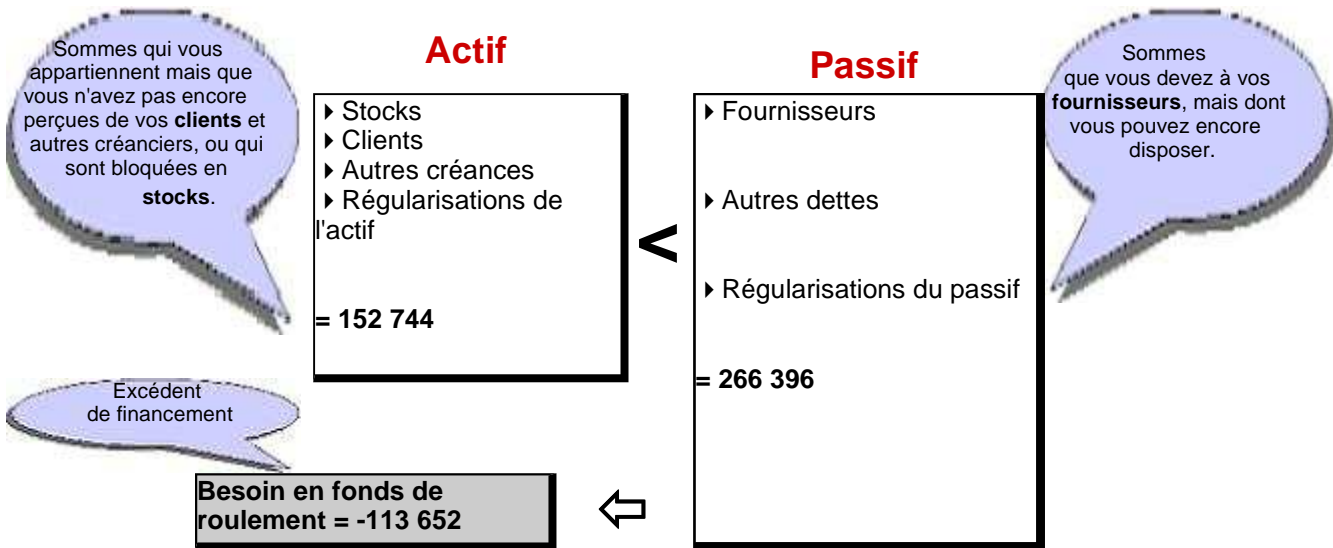 Sommes qui vous
appartiennent mais que
vous n'avez pas encore
perçues de vos clients et
autres créanciers, ou qui
sont bloquées en
stocks.
Actif
Stocks
Clients
Autres créances
Régularisations de
l'actif
= 152 744
<
Passif
Fournisseurs
Autres dettes
Régularisations du passif
= 266 396
Sommes
que vous devez à vos
fournisseurs, mais dont
vous pouvez encore
disposer.
Excédent
de financement
Besoin en fonds de
roulement = -113 652